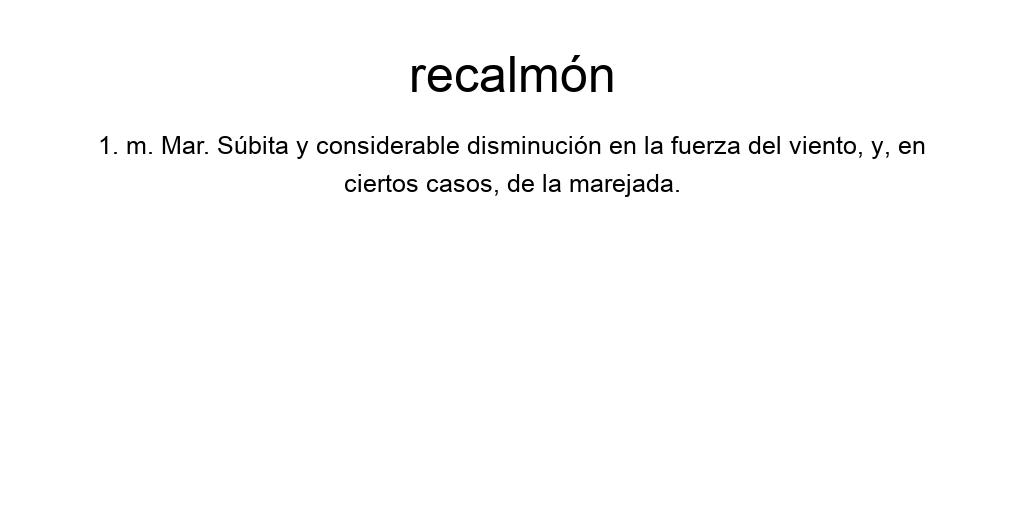 recalmón
1. m. Mar. Súbita y considerable disminución en la fuerza del viento, y, en
ciertos casos, de la marejada.